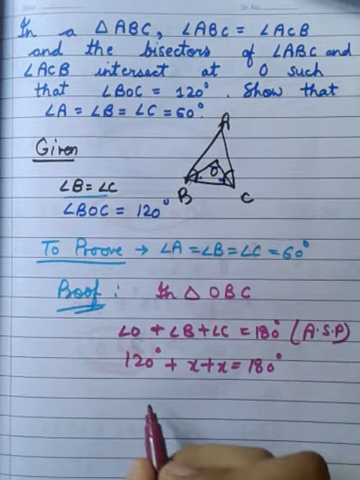 In a △ABC, ∠ABC = ∠ACB
and the bisectors of ∠ABC and
∠ACB intersect at O such
that ∠BOC = 120°. Show that
∠A = ∠B = ∠C = 60°.
A
Given
O
B
C
∠B = ∠C
∠BOC = 120°
To Proove → ∠A = ∠B = ∠C = 60°
Proof : In △ OBC
∠O + ∠B + ∠C = 180° (A.S.P)
120° + x + x = 180°